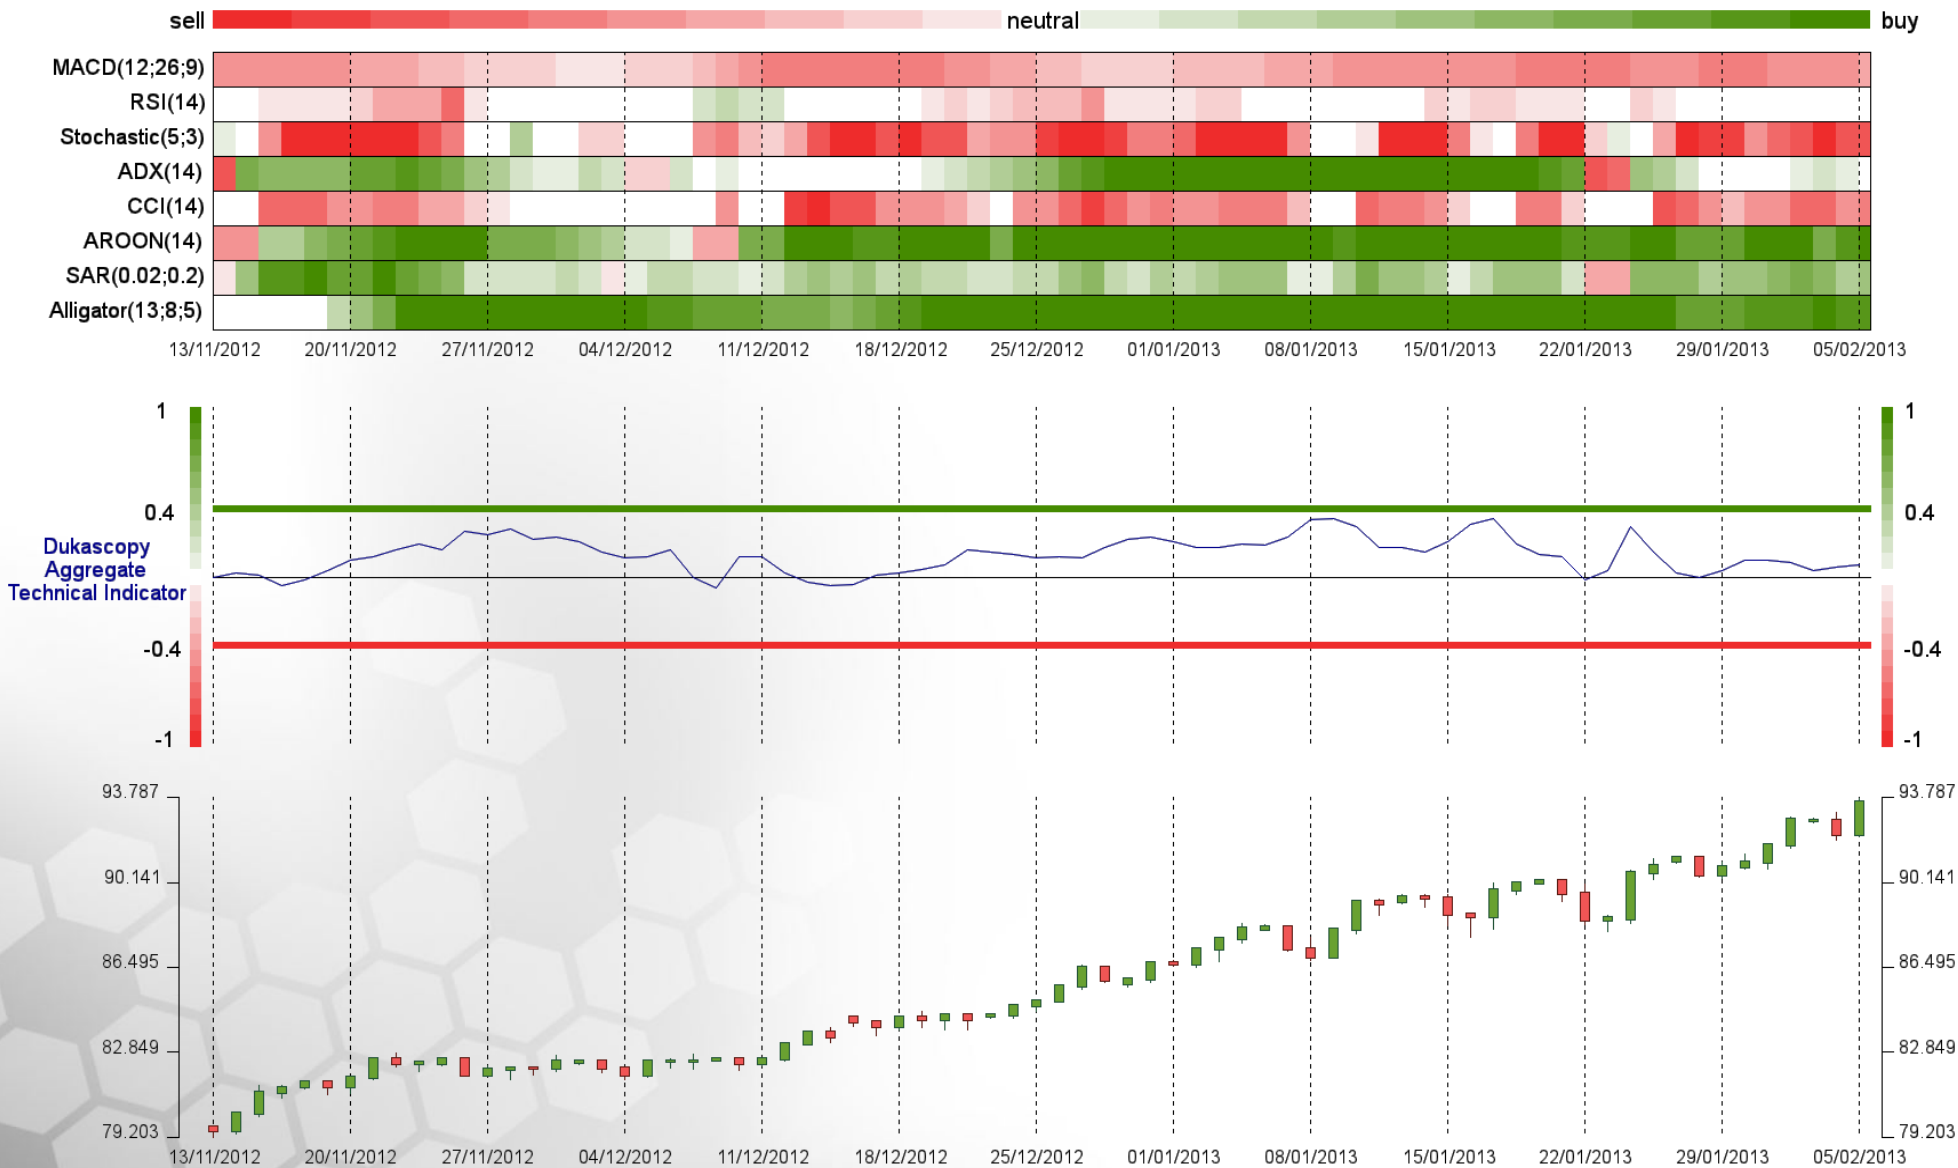 sell neutral buy
MACD(12;26;9)
RSI(14)
Stochastic(5;3)
ADX(14)
CCI(14)
AROON(14)
SAR(0.02;0.2)
Alligator(13;8;5)
13/11/2012 20/11/2012 27/11/2012 04/12/2012 11/12/2012 18/12/2012 25/12/2012 01/01/2013 08/01/2013 15/01/2013 22/01/2013 29/01/2013 05/02/2013
1 1
0.4 0.4
Dukascopy
Aggregate
Technical Indicator
-0.4 -0.4
-1 -1
93.787 93.787
90.141 90.141
86.495 86.495
82.849 82.849
79.203 79.203
13/11/2012 20/11/2012 27/11/2012 04/12/2012 11/12/2012 18/12/2012 25/12/2012 01/01/2013 08/01/2013 15/01/2013 22/01/2013 29/01/2013 05/02/2013